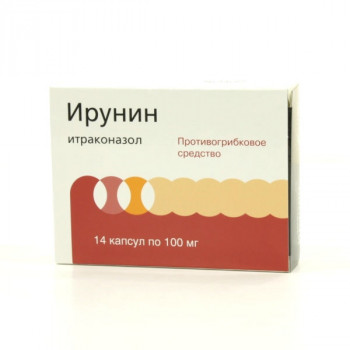 Ирунин
итраконазол
Противогрибковое
средство
14 капсул по 100 мг